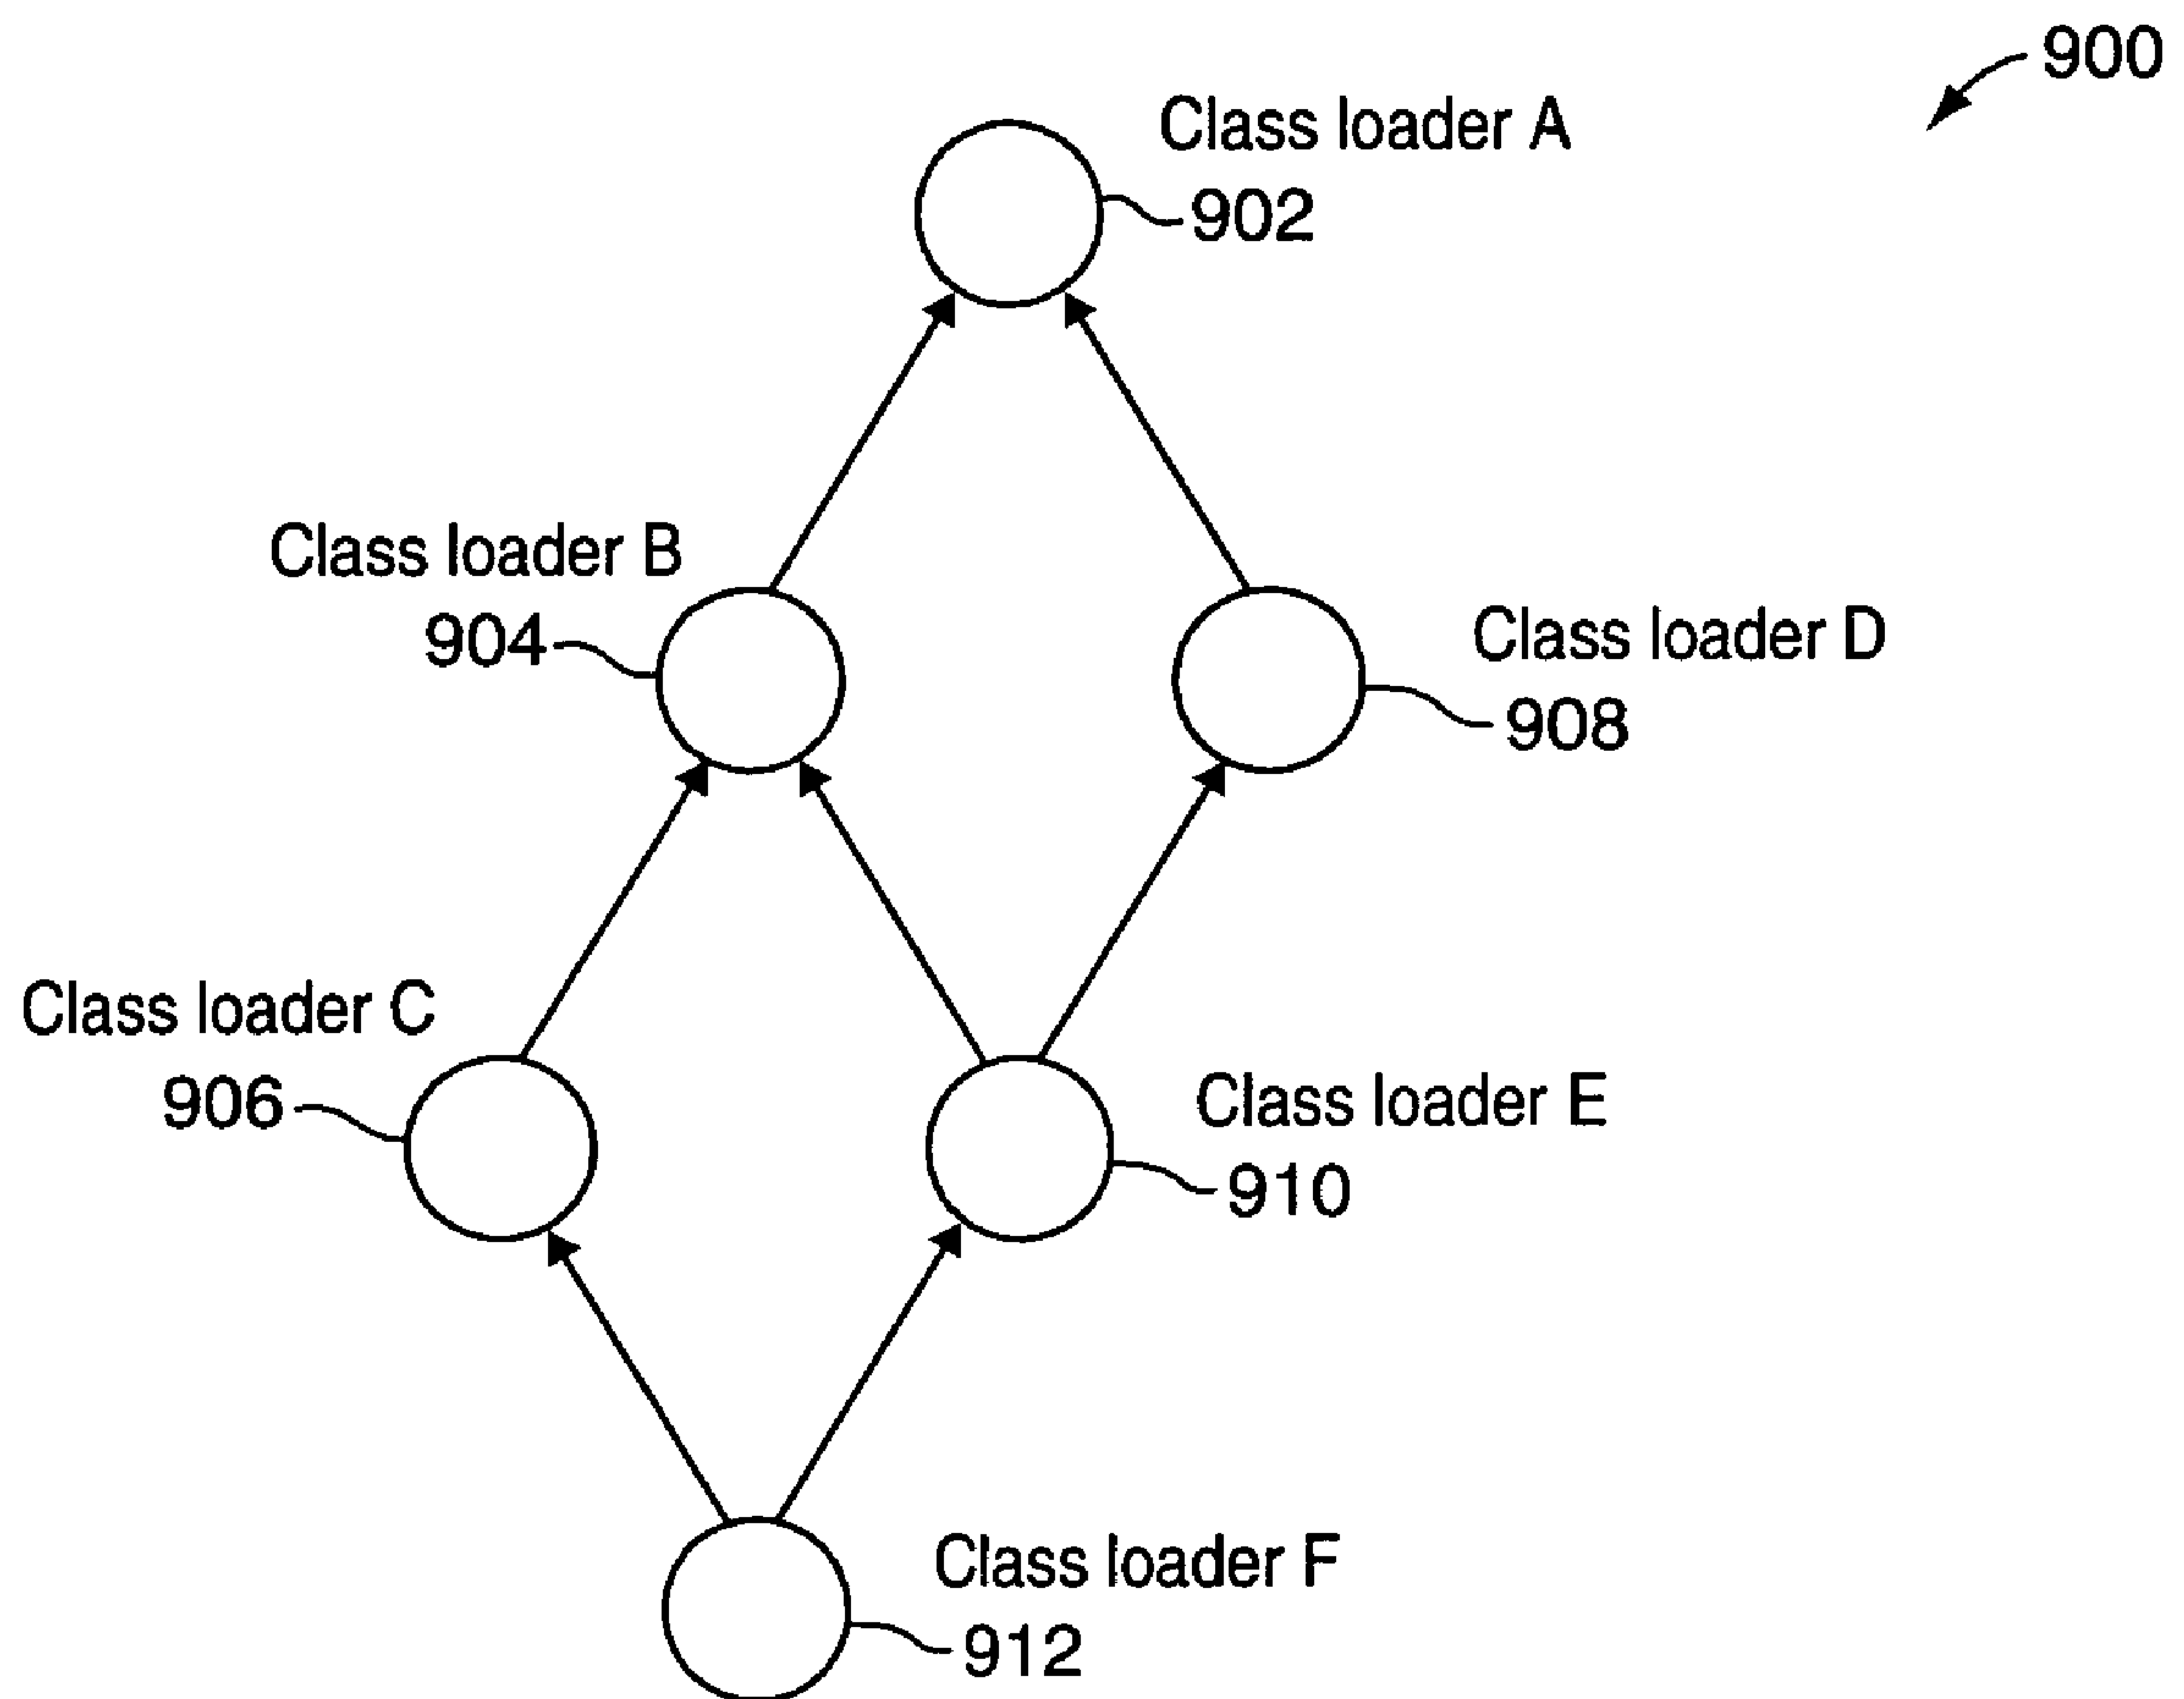 900
Class loader A
902
Class loader B
904
Class loader D
908
Class loader C
906
Class loader E
910
Class loader F
912